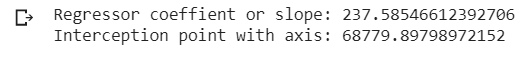 Regressor coeffient or slope: 237.58546612392706
Interception point with axis: 68779.89798972152